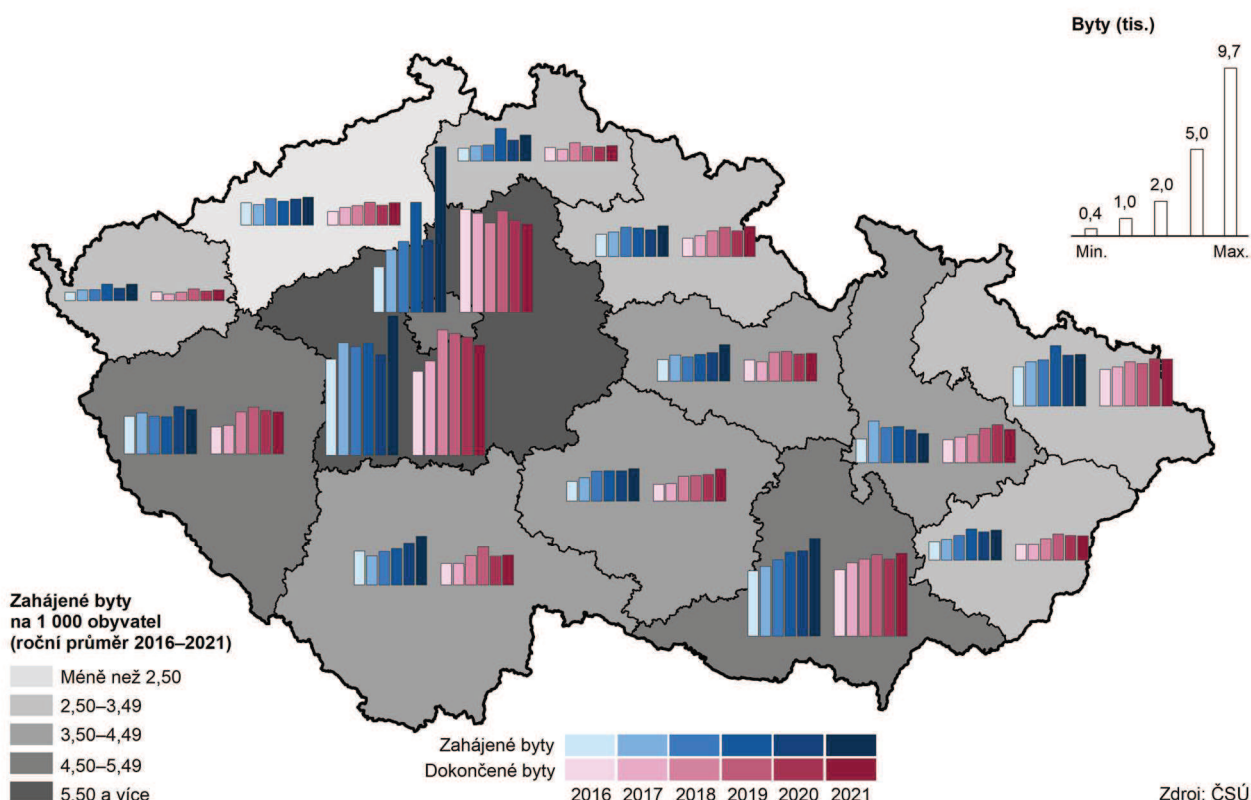 Byty (tis.)
9,7
5,0
2,0
1,0
0,4
Min.
Max.
Zahájené byty
na 1 000 obyvatel
(roční průměr 2016–2021)
Méně než 2,50
2,50–3,49
3,50–4,49
4,50–5,49
5,50 a více
Zahájené byty
Dokončené byty
2016 2017 2018 2019 2020 2021
Zdroj: ČSÚ